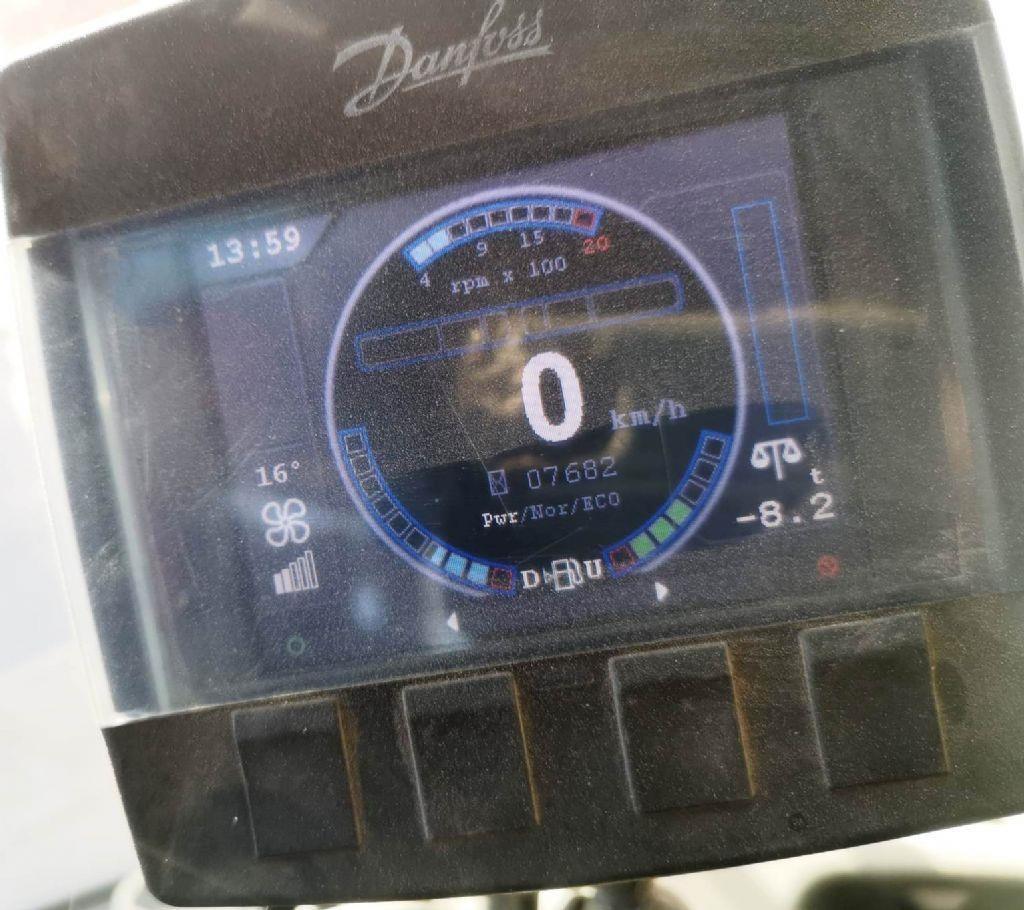 Danfoss
13:59
4 9 15 20
rpm x 100
0 km/h
07682
Pwr/Nor/ECO
16°
t
-8.2
D U